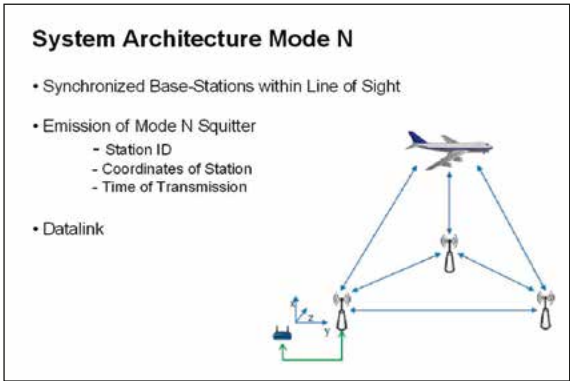 System Architecture Mode N
• Synchronized Base-Stations within Line of Sight
• Emission of Mode N Squitter
- Station ID
- Coordinates of Station
- Time of Transmission
• Datalink
x
z
y